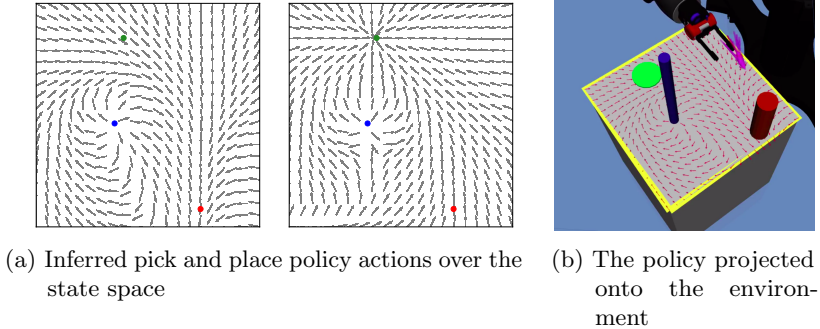 (a) Inferred pick and place policy actions over the
state space
(b) The policy projected
onto the environ-
ment